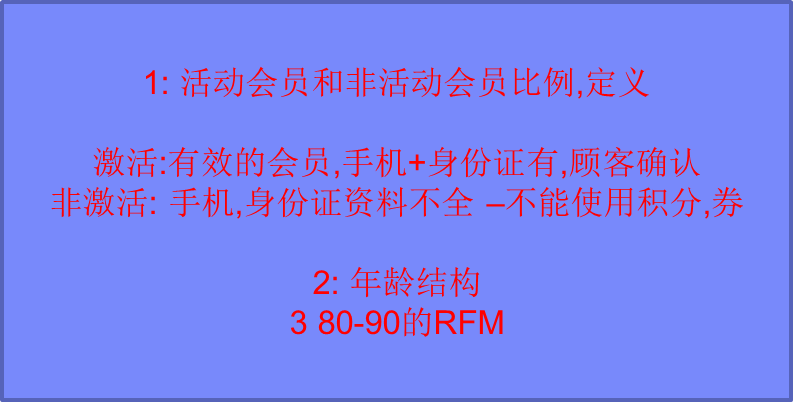 1: 活动会员和非活动会员比例,定义
激活:有效的会员,手机+身份证有,顾客确认
非激活: 手机,身份证资料不全 –不能使用积分,券
2: 年龄结构
3 80-90的RFM